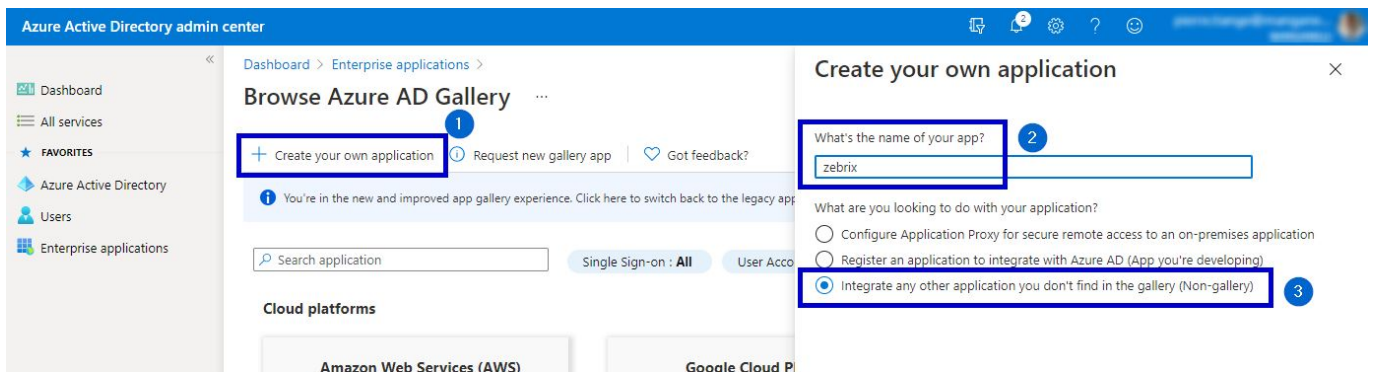 Azure Active Directory admin center
2
«
Dashboard
All services
FAVORITES
Azure Active Directory
Users
Enterprise applications
Dashboard > Enterprise applications >
Browse Azure AD Gallery ...
1
+ Create your own application
Request new gallery app
Got feedback?
You're in the new and improved app gallery experience. Click here to switch back to the legacy app
Search application
Single Sign-on : All
User Acco
Cloud platforms
Amazon Web Services (AWS)
Google Cloud Pl
Create your own application
What's the name of your app?
2
zebrix
What are you looking to do with your application?
Configure Application Proxy for secure remote access to an on-premises application
Register an application to integrate with Azure AD (App you're developing)
Integrate any other application you don't find in the gallery (Non-gallery)
3